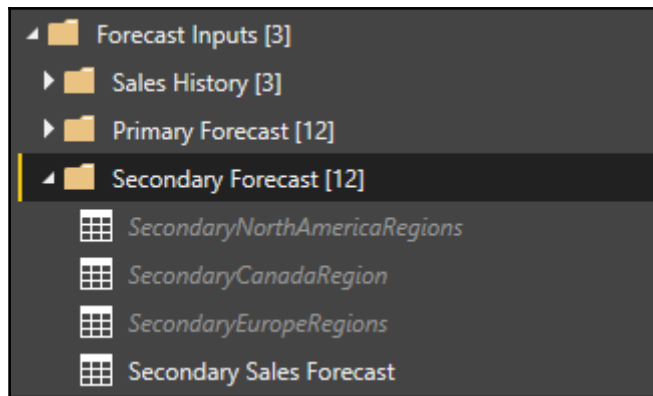 Forecast Inputs [3]
Sales History [3]
Primary Forecast [12]
Secondary Forecast [12]
SecondaryNorthAmericaRegions
SecondaryCanadaRegion
SecondaryEuropeRegions
Secondary Sales Forecast